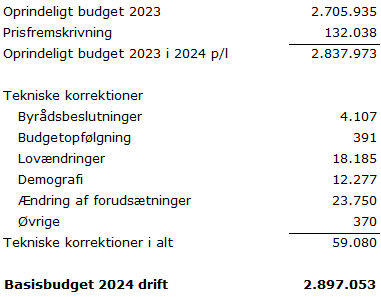 Oprindeligt budget 2023 2.705.935
Prisfremskrivning 132.038
Oprindeligt budget 2023 i 2024 p/l 2.837.973
Tekniske korrektioner
Byrådsbeslutninger 4.107
Budgetopfølgning 391
Lovændringer 18.185
Demografi 12.277
Ændring af forudsætninger 23.750
Øvrige 370
Tekniske korrektioner i alt 59.080
Basisbudget 2024 drift 2.897.053